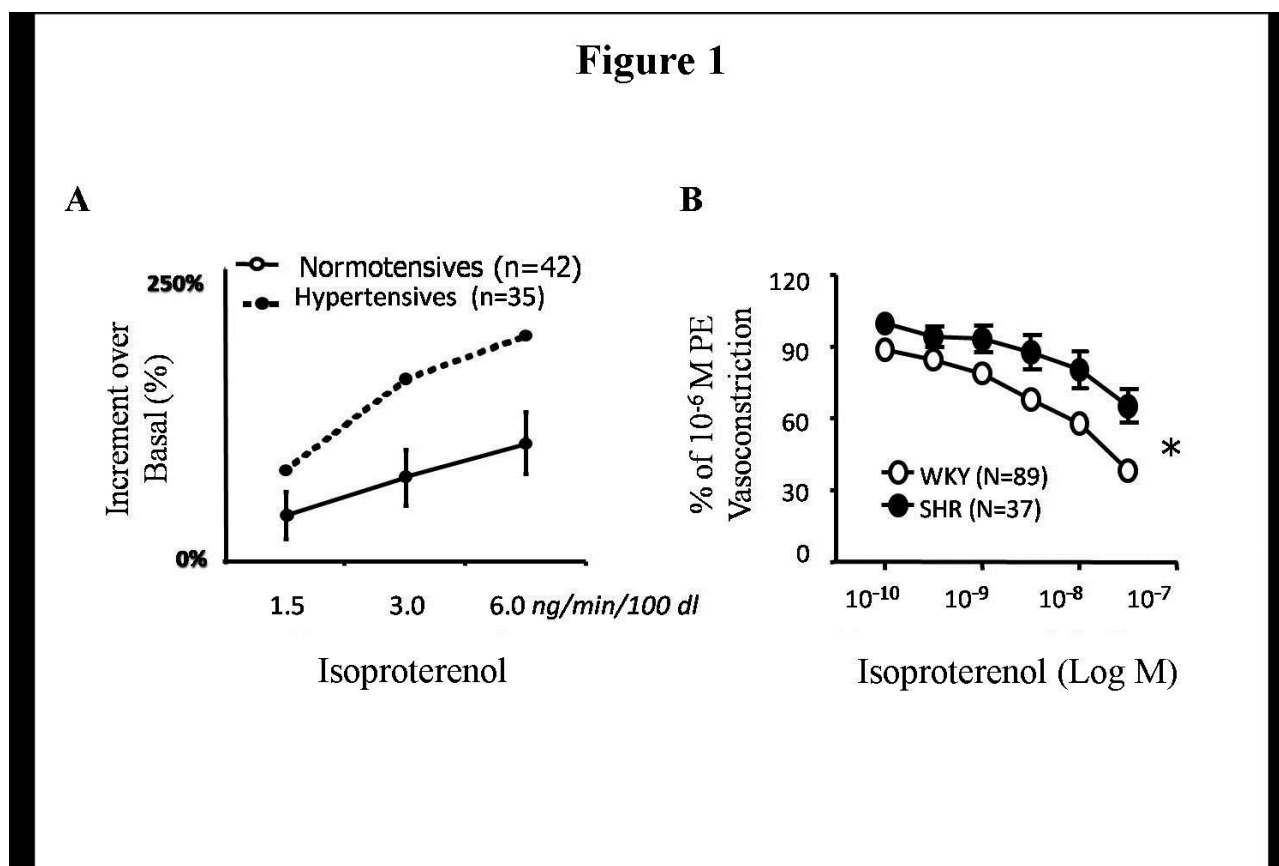 Figure 1
A
250%
Normotensives (n=42)
Hypertensives (n=35)
Increment over
Basal (%)
0%
1.5 3.0 6.0 ng/min/100 dl
Isoproterenol
B
120
90
60
30
0
% of 10⁻⁶ M PE
Vasoconstriction
WKY (N=89)
SHR (N=37)
*
10⁻¹⁰ 10⁻⁹ 10⁻⁸ 10⁻⁷
Isoproterenol (Log M)